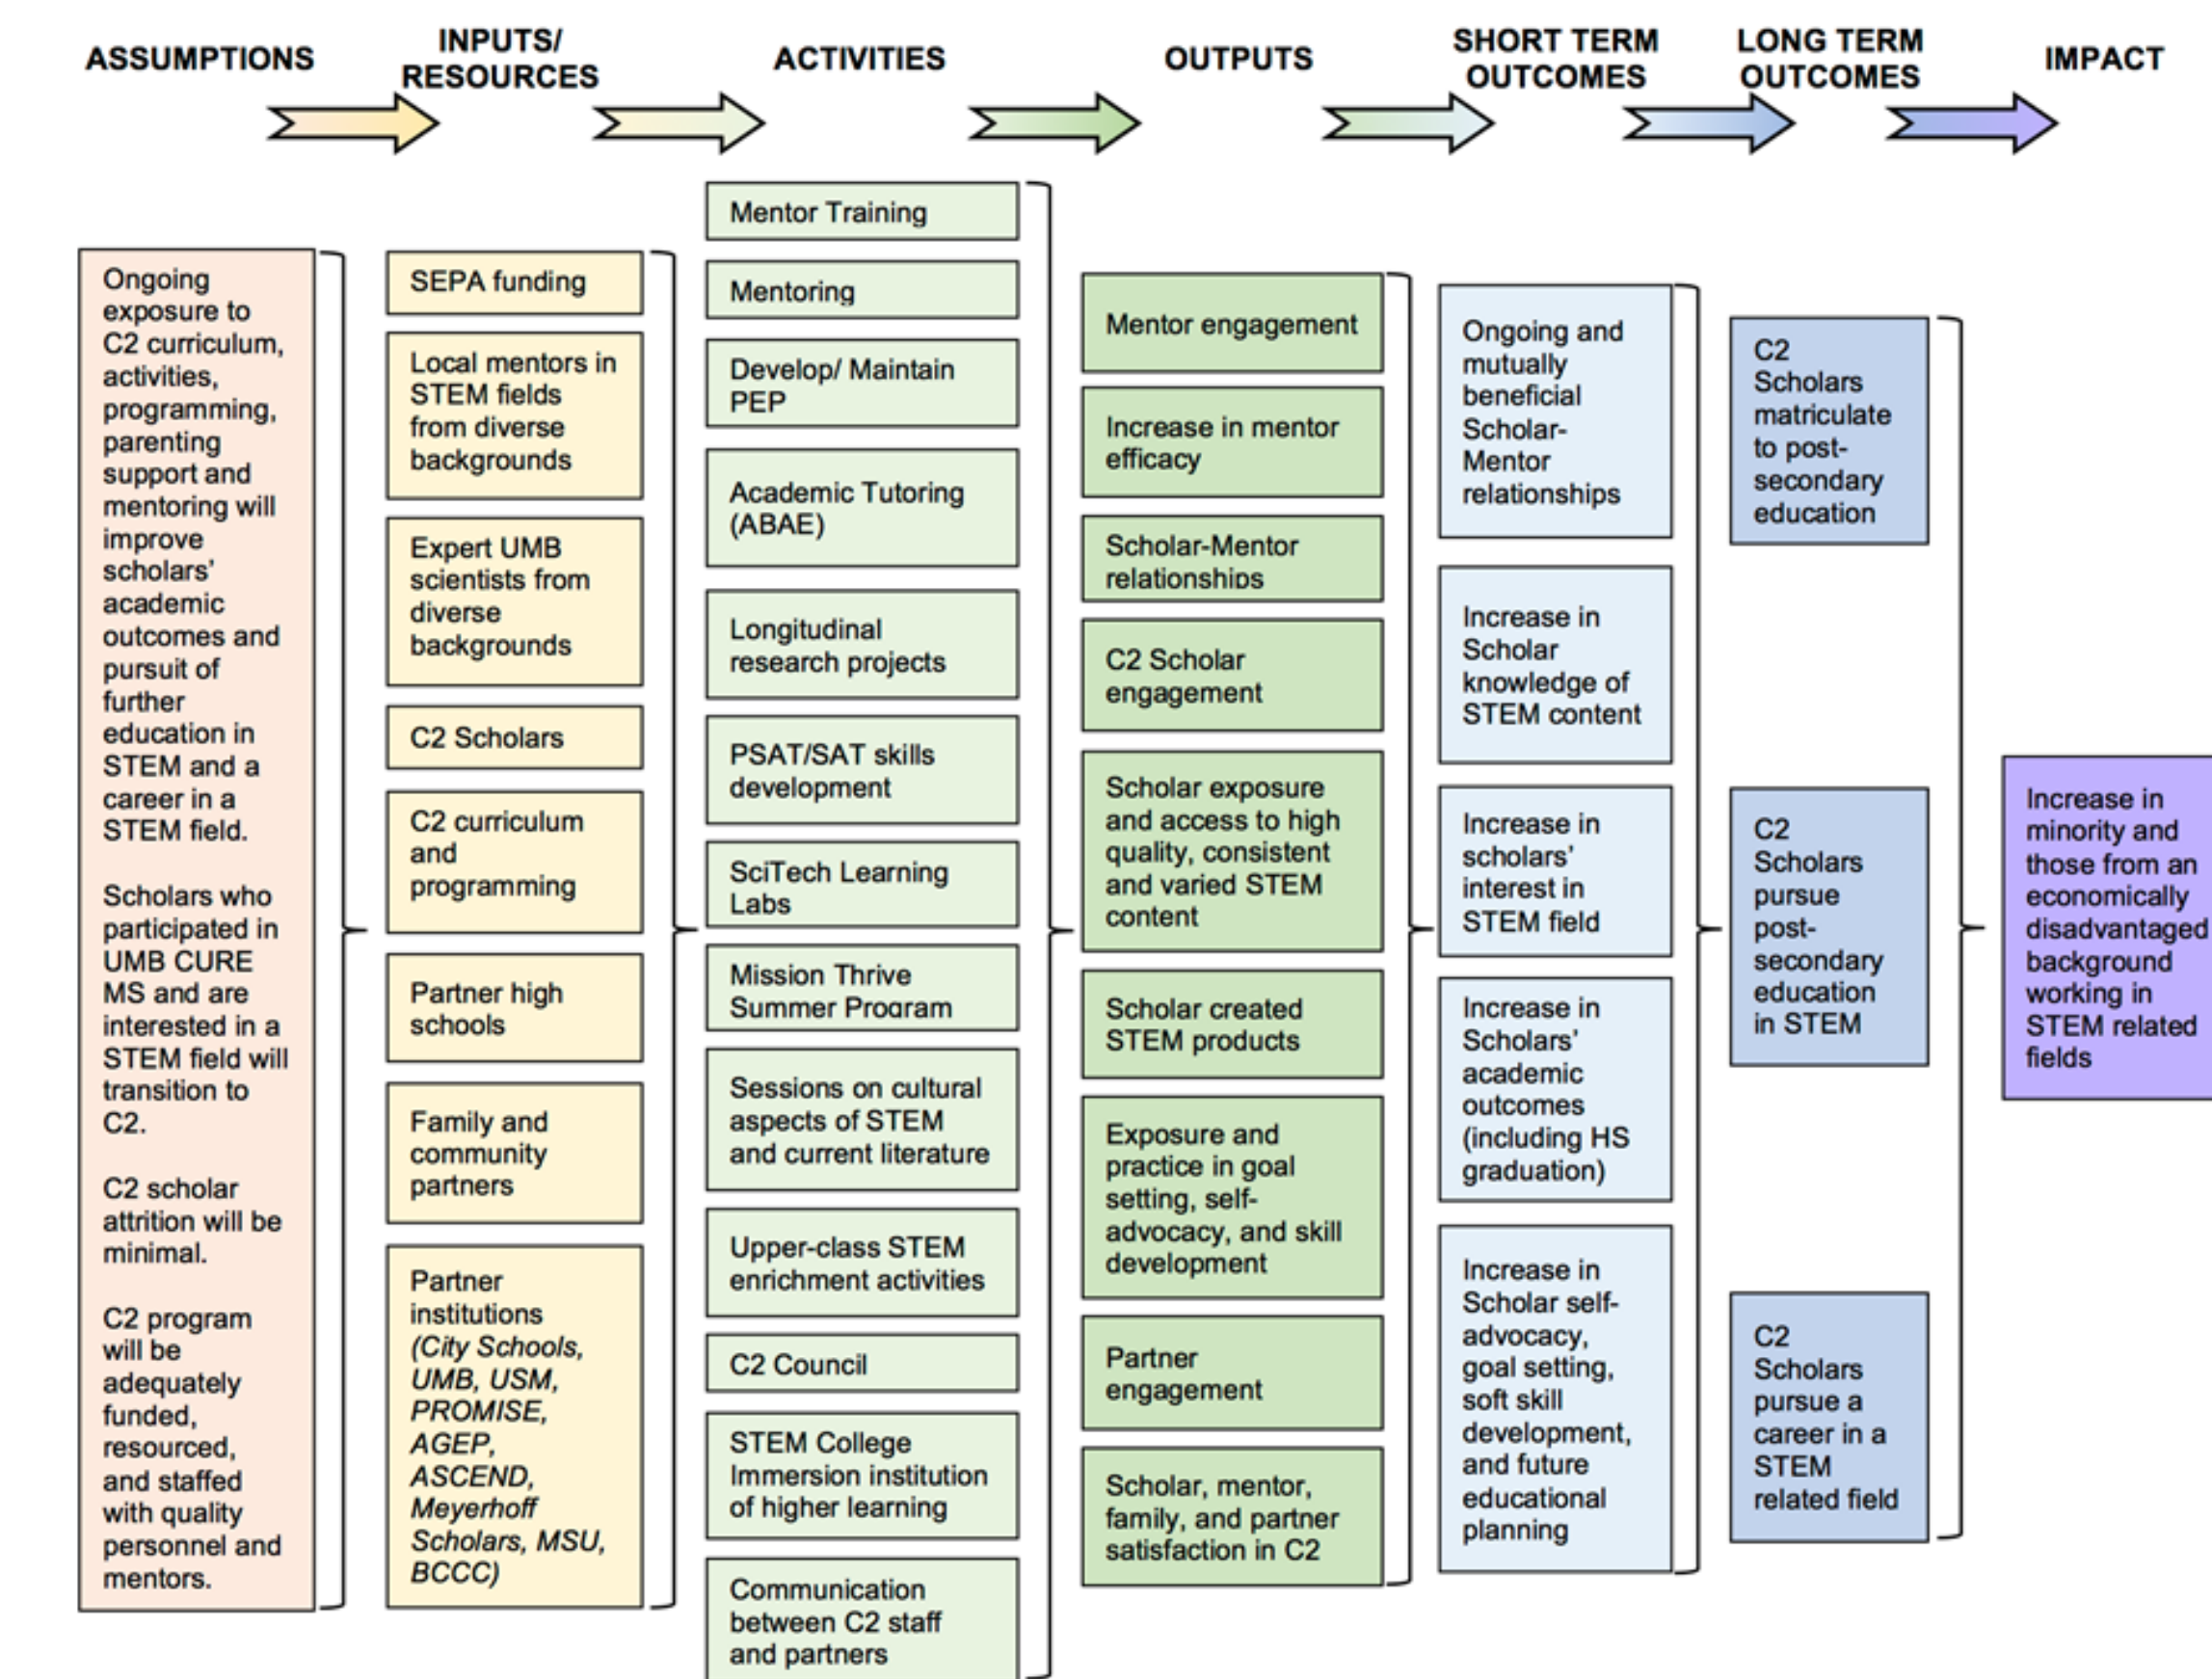 ASSUMPTIONS
INPUTS/
RESOURCES
ACTIVITIES
OUTPUTS
SHORT TERM
OUTCOMES
LONG TERM
OUTCOMES
IMPACT
Ongoing
exposure to
C2 curriculum,
activities,
programming,
parenting
support and
mentoring will
improve
scholars'
academic
outcomes and
pursuit of
further
education in
STEM and a
career in a
STEM field.
Scholars who
participated in
UMB CURE
MS and are
interested in a
STEM field will
transition to
C2.
C2 scholar
attrition will be
minimal.
C2 program
will be
adequately
funded,
resourced,
and staffed
with quality
personnel and
mentors.
SEPA funding
Local mentors in
STEM fields
from diverse
backgrounds
Expert UMB
scientists from
diverse
backgrounds
C2 Scholars
C2 curriculum
and
programming
Partner high
schools
Family and
community
partners
Partner
institutions
(City Schools,
UMB, USM,
PROMISE,
AGEP,
ASCEND,
Meyerhoff
Scholars, MSU,
BCCC)
Mentor Training
Mentoring
Develop/ Maintain
PEP
Academic Tutoring
(ABAE)
Longitudinal
research projects
PSAT/SAT skills
development
SciTech Learning
Labs
Mission Thrive
Summer Program
Sessions on cultural
aspects of STEM
and current literature
Upper-class STEM
enrichment activities
C2 Council
STEM College
Immersion institution
of higher learning
Communication
between C2 staff
and partners
Mentor engagement
Increase in mentor
efficacy
Scholar-Mentor
relationships
C2 Scholar
engagement
Scholar exposure
and access to high
quality, consistent
and varied STEM
content
Scholar created
STEM products
Exposure and
practice in goal
setting, self-
advocacy, and skill
development
Partner
engagement
Scholar, mentor,
family, and partner
satisfaction in C2
Ongoing and
mutually
beneficial
Scholar-
Mentor
relationships
Increase in
Scholar
knowledge of
STEM content
Increase in
scholars'
interest in
STEM field
Increase in
Scholars'
academic
outcomes
(including HS
graduation)
Increase in
Scholar self-
advocacy,
goal setting,
soft skill
development,
and future
educational
planning
C2
Scholars
matriculate
to post-
secondary
education
C2
Scholars
pursue
post-
secondary
education
in STEM
C2
Scholars
pursue a
career in a
STEM
related field
Increase in
minority and
those from an
economically
disadvantaged
background
working in
STEM related
fields